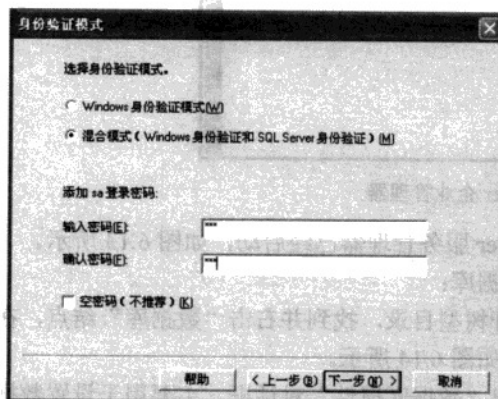 身份验证模式
选择身份验证模式。
Windows 身份验证模式(W)
混合模式(Windows 身份验证和 SQL Server 身份验证)(M)
添加 sa 登录密码:
输入密码(E): ***
确认密码(F): ***
空密码(不推荐)(K)
帮助 <上一步(B) 下一步(N)> 取消